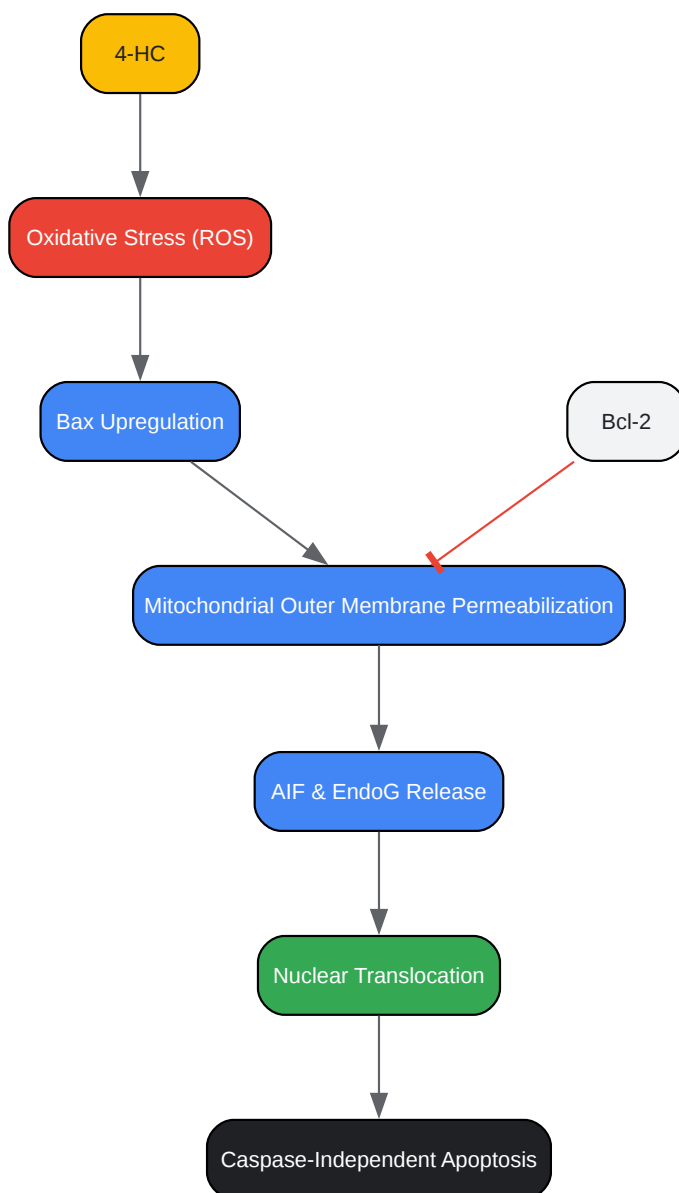 4-HC
Oxidative Stress (ROS)
Bax Upregulation
Bcl-2
Mitochondrial Outer Membrane Permeabilization
AIF & EndoG Release
Nuclear Translocation
Caspase-Independent Apoptosis